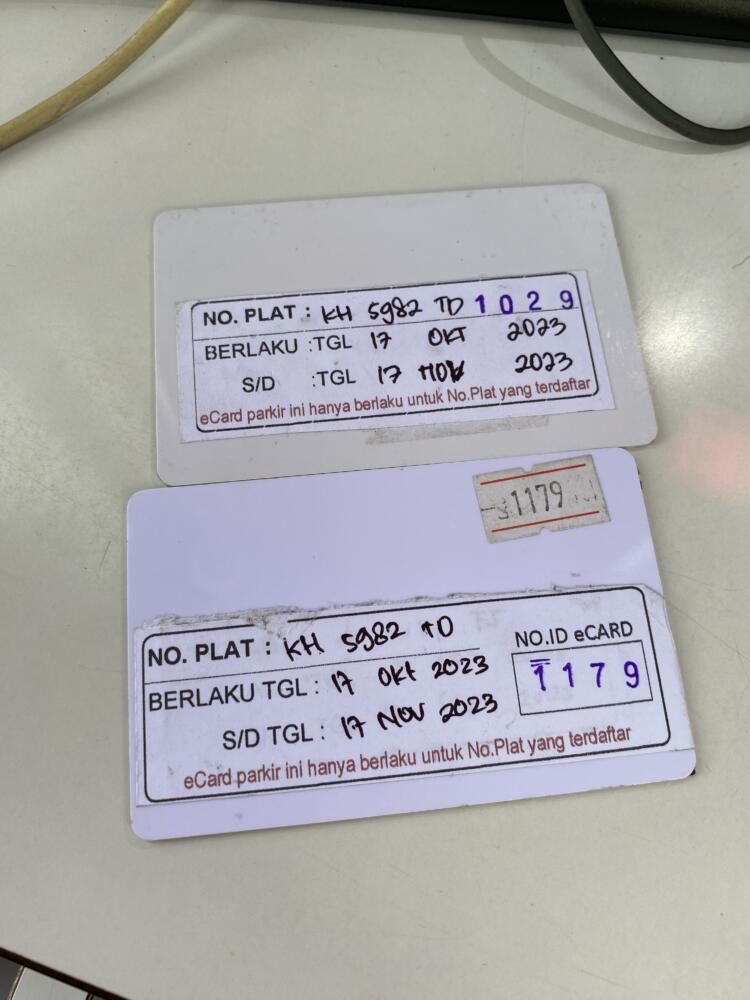 NO. PLAT : KH 5982 TD 1029
BERLAKU :TGL 17 OKT 2023
S/D :TGL 17 NOV 2023
eCard parkir ini hanya berlaku untuk No.Plat yang terdaftar
1179
NO. PLAT : KH 5982 TD
NO.ID eCARD
BERLAKU TGL : 17 OKT 2023
1179
S/D TGL : 17 NOV 2023
eCard parkir ini hanya berlaku untuk No.Plat yang terdaftar